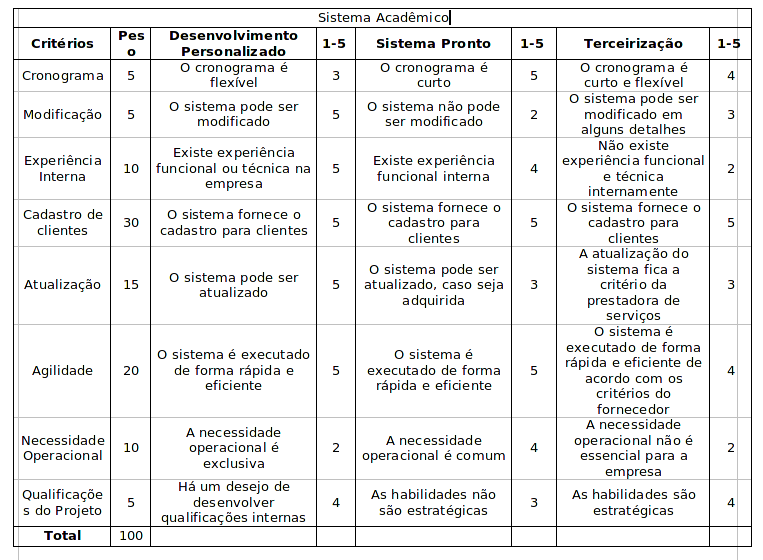 Sistema Acadêmico
Critérios
Pes
o
Desenvolvimento
Personalizado
1-5
Sistema Pronto
1-5
Terceirização
1-5
Cronograma
5
O cronograma é
flexível
3
O cronograma é
curto
5
O cronograma é
curto e flexível
4
Modificação
5
O sistema pode ser
modificado
5
O sistema não pode
ser modificado
2
O sistema pode ser
modificado em
alguns detalhes
3
Experiência
Interna
10
Existe experiência
funcional ou técnica na
empresa
5
Existe experiência
funcional interna
4
Não existe
experiência funcional
e técnica
internamente
2
Cadastro de
clientes
30
O sistema fornece o
cadastro para clientes
5
O sistema fornece o
cadastro para
clientes
5
O sistema fornece o
cadastro para
clientes
5
Atualização
15
O sistema pode ser
atualizado
5
O sistema pode ser
atualizado, caso seja
adquirida
3
A atualização do
sistema fica a
critério da
prestadora de
serviços
3
Agilidade
20
O sistema é executado
de forma rápida e
eficiente
5
O sistema é
executado de forma
rápida e eficiente
5
O sistema é
executado de forma
rápida e eficiente de
acordo com os
critérios do
fornecedor
4
Necessidade
Operacional
10
A necessidade
operacional é
exclusiva
2
A necessidade
operacional é comum
4
A necessidade
operacional não é
essencial para a
empresa
2
Qualificaçõe
s do Projeto
5
Há um desejo de
desenvolver
qualificações internas
4
As habilidades não
são estratégicas
3
As habilidades são
estratégicas
4
Total
100